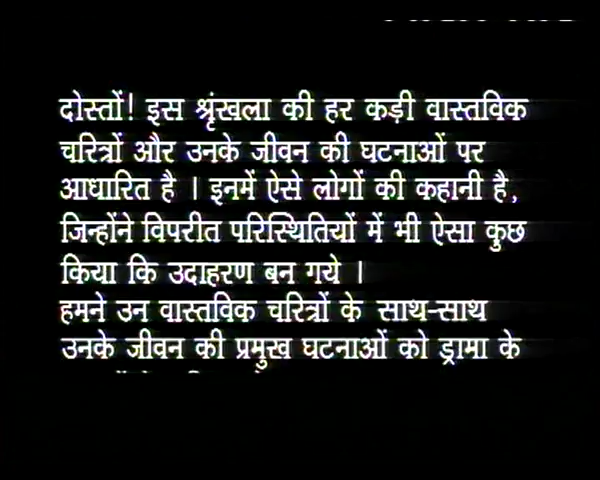 दोस्तों! इस श्रृंखला की हर कड़ी वास्तविक
चरित्रों और उनके जीवन की घटनाओं पर
आधारित है । इनमें ऐसे लोगों की कहानी है,
जिन्होंने विपरीत परिस्थितियों में भी ऐसा कुछ
किया कि उदाहरण बन गये ।
हमने उन वास्तविक चरित्रों के साथ-साथ
उनके जीवन की प्रमुख घटनाओं को ड्रामा के